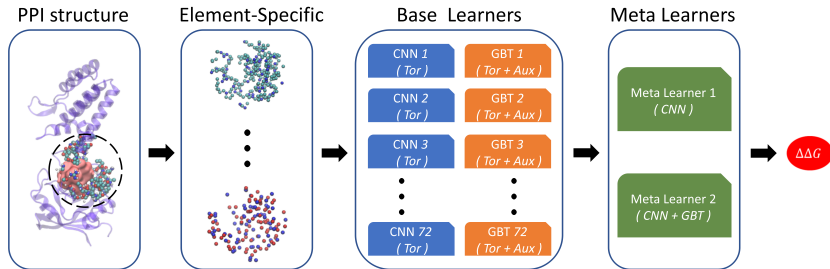 PPI structure
Element-Specific
Base Learners
Meta Learners
CNN 1
( Tor )
GBT 1
( Tor + Aux )
CNN 2
( Tor )
GBT 2
( Tor + Aux )
CNN 3
( Tor )
GBT 3
( Tor + Aux )
CNN 72
( Tor )
GBT 72
( Tor + Aux )
Meta Learner 1
( CNN )
Meta Learner 2
( CNN + GBT )
ΔΔG